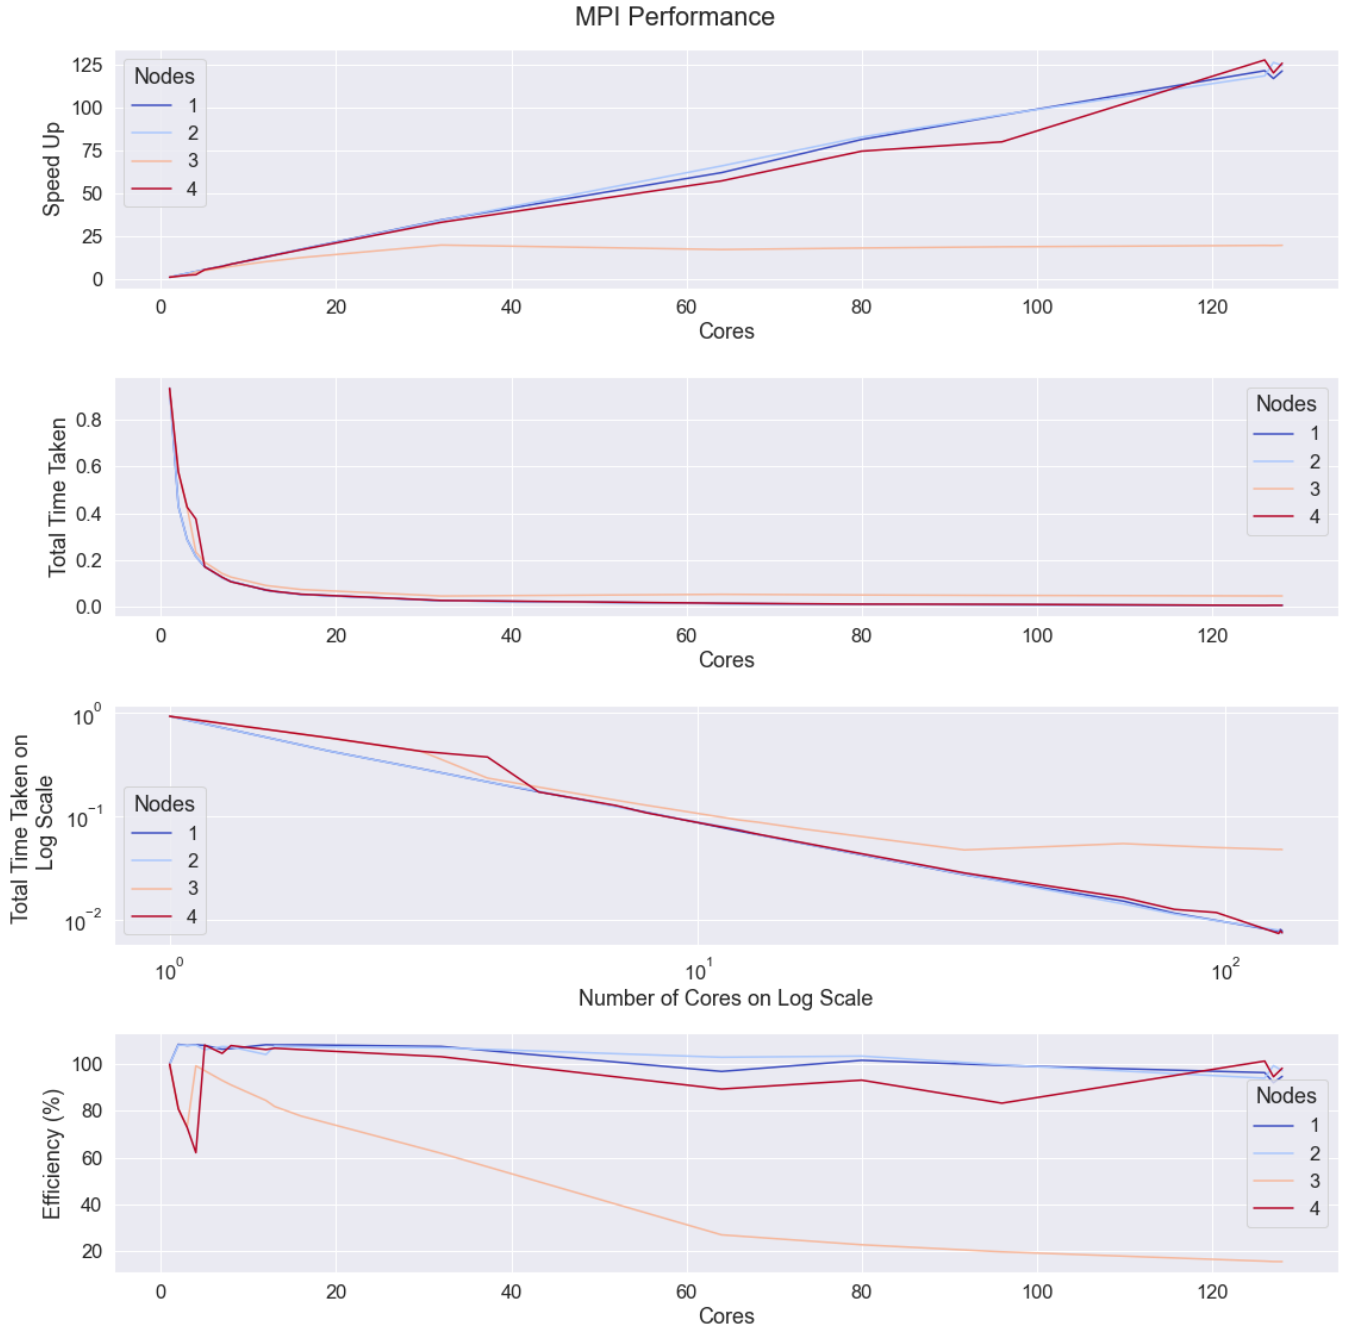 MPI Performance
125
100
75
50
25
0
Speed Up
Nodes
1
2
3
4
0 20 40 60 80 100 120
Cores
0.8
0.6
0.4
0.2
0.0
Total Time Taken
Nodes
1
2
3
4
0 20 40 60 80 100 120
Cores
10^0
10^-1
10^-2
Total Time Taken on
Log Scale
Nodes
1
2
3
4
10^0 10^1 10^2
Number of Cores on Log Scale
100
80
60
40
20
Efficiency (%)
Nodes
1
2
3
4
0 20 40 60 80 100 120
Cores